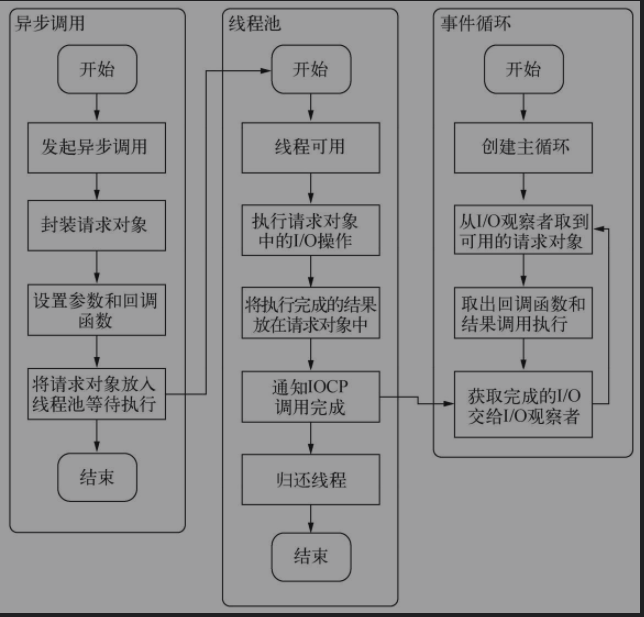 异步调用
开始
发起异步调用
封装请求对象
设置参数和回调
函数
将请求对象放入
线程池等待执行
结束
线程池
开始
线程可用
执行请求对象
中的I/O操作
将执行完成的结果
放在请求对象中
通知IOCP
调用完成
归还线程
结束
事件循环
开始
创建主循环
从I/O观察者取到
可用的请求对象
取出回调函数和
结果调用执行
获取完成的I/O
交给I/O观察者